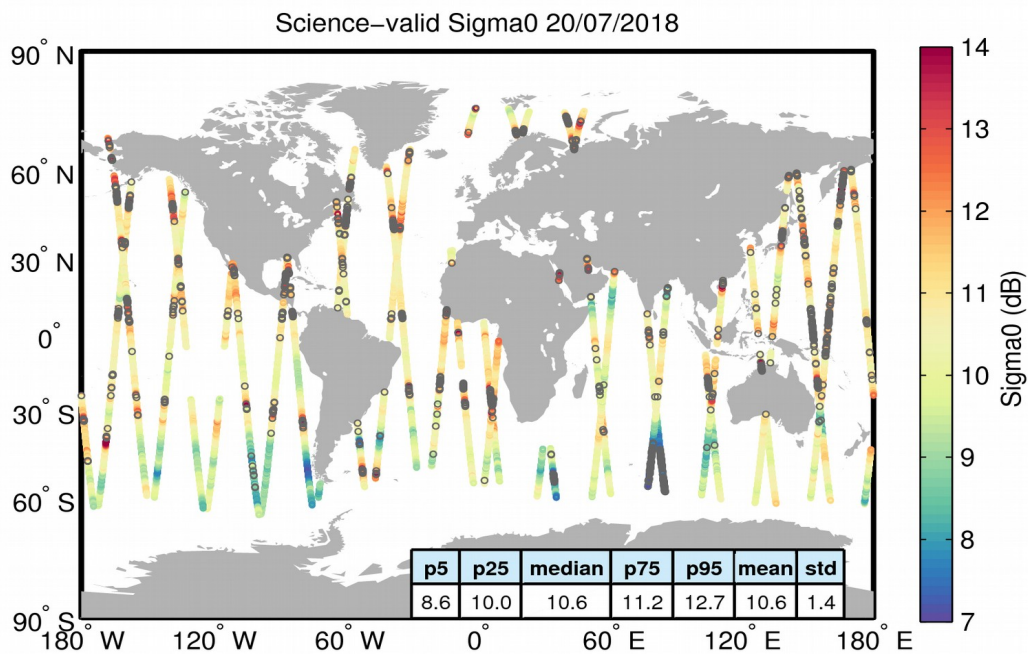 Science−valid Sigma0 20/07/2018
90° N
60° N
30° N
0°
30° S
60° S
90° S
180° W
120° W
60° W
0°
60° E
120° E
180° E
14
13
12
11
10
9
8
7
Sigma0 (dB)
p5 p25 median p75 p95 mean std
8.6 10.0 10.6 11.2 12.7 10.6 1.4